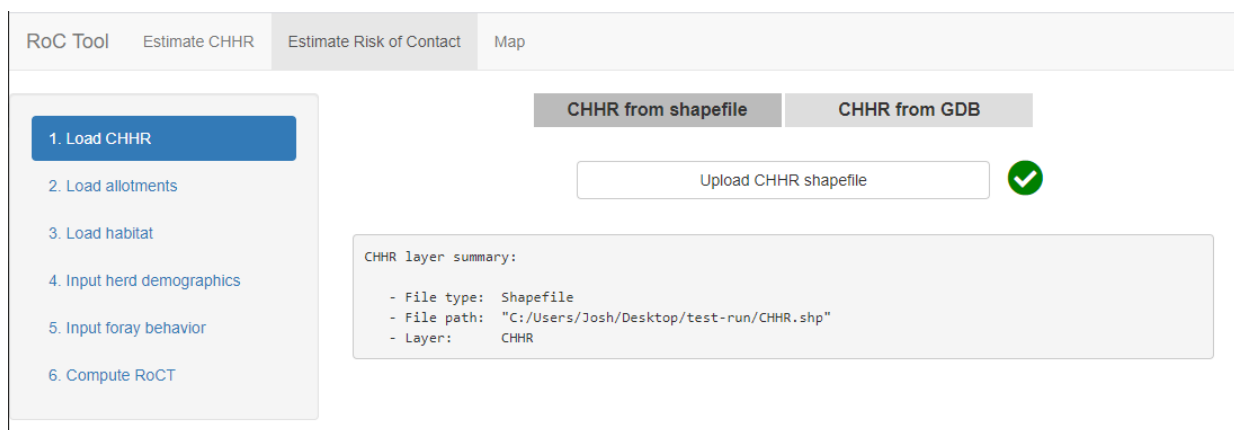 RoC Tool Estimate CHHR Estimate Risk of Contact Map
1. Load CHHR
2. Load allotments
3. Load habitat
4. Input herd demographics
5. Input foray behavior
6. Compute RoCT
CHHR from shapefile CHHR from GDB
Upload CHHR shapefile
CHHR layer summary:
- File type: Shapefile
- File path: "C:/Users/Josh/Desktop/test-run/CHHR.shp"
- Layer: CHHR